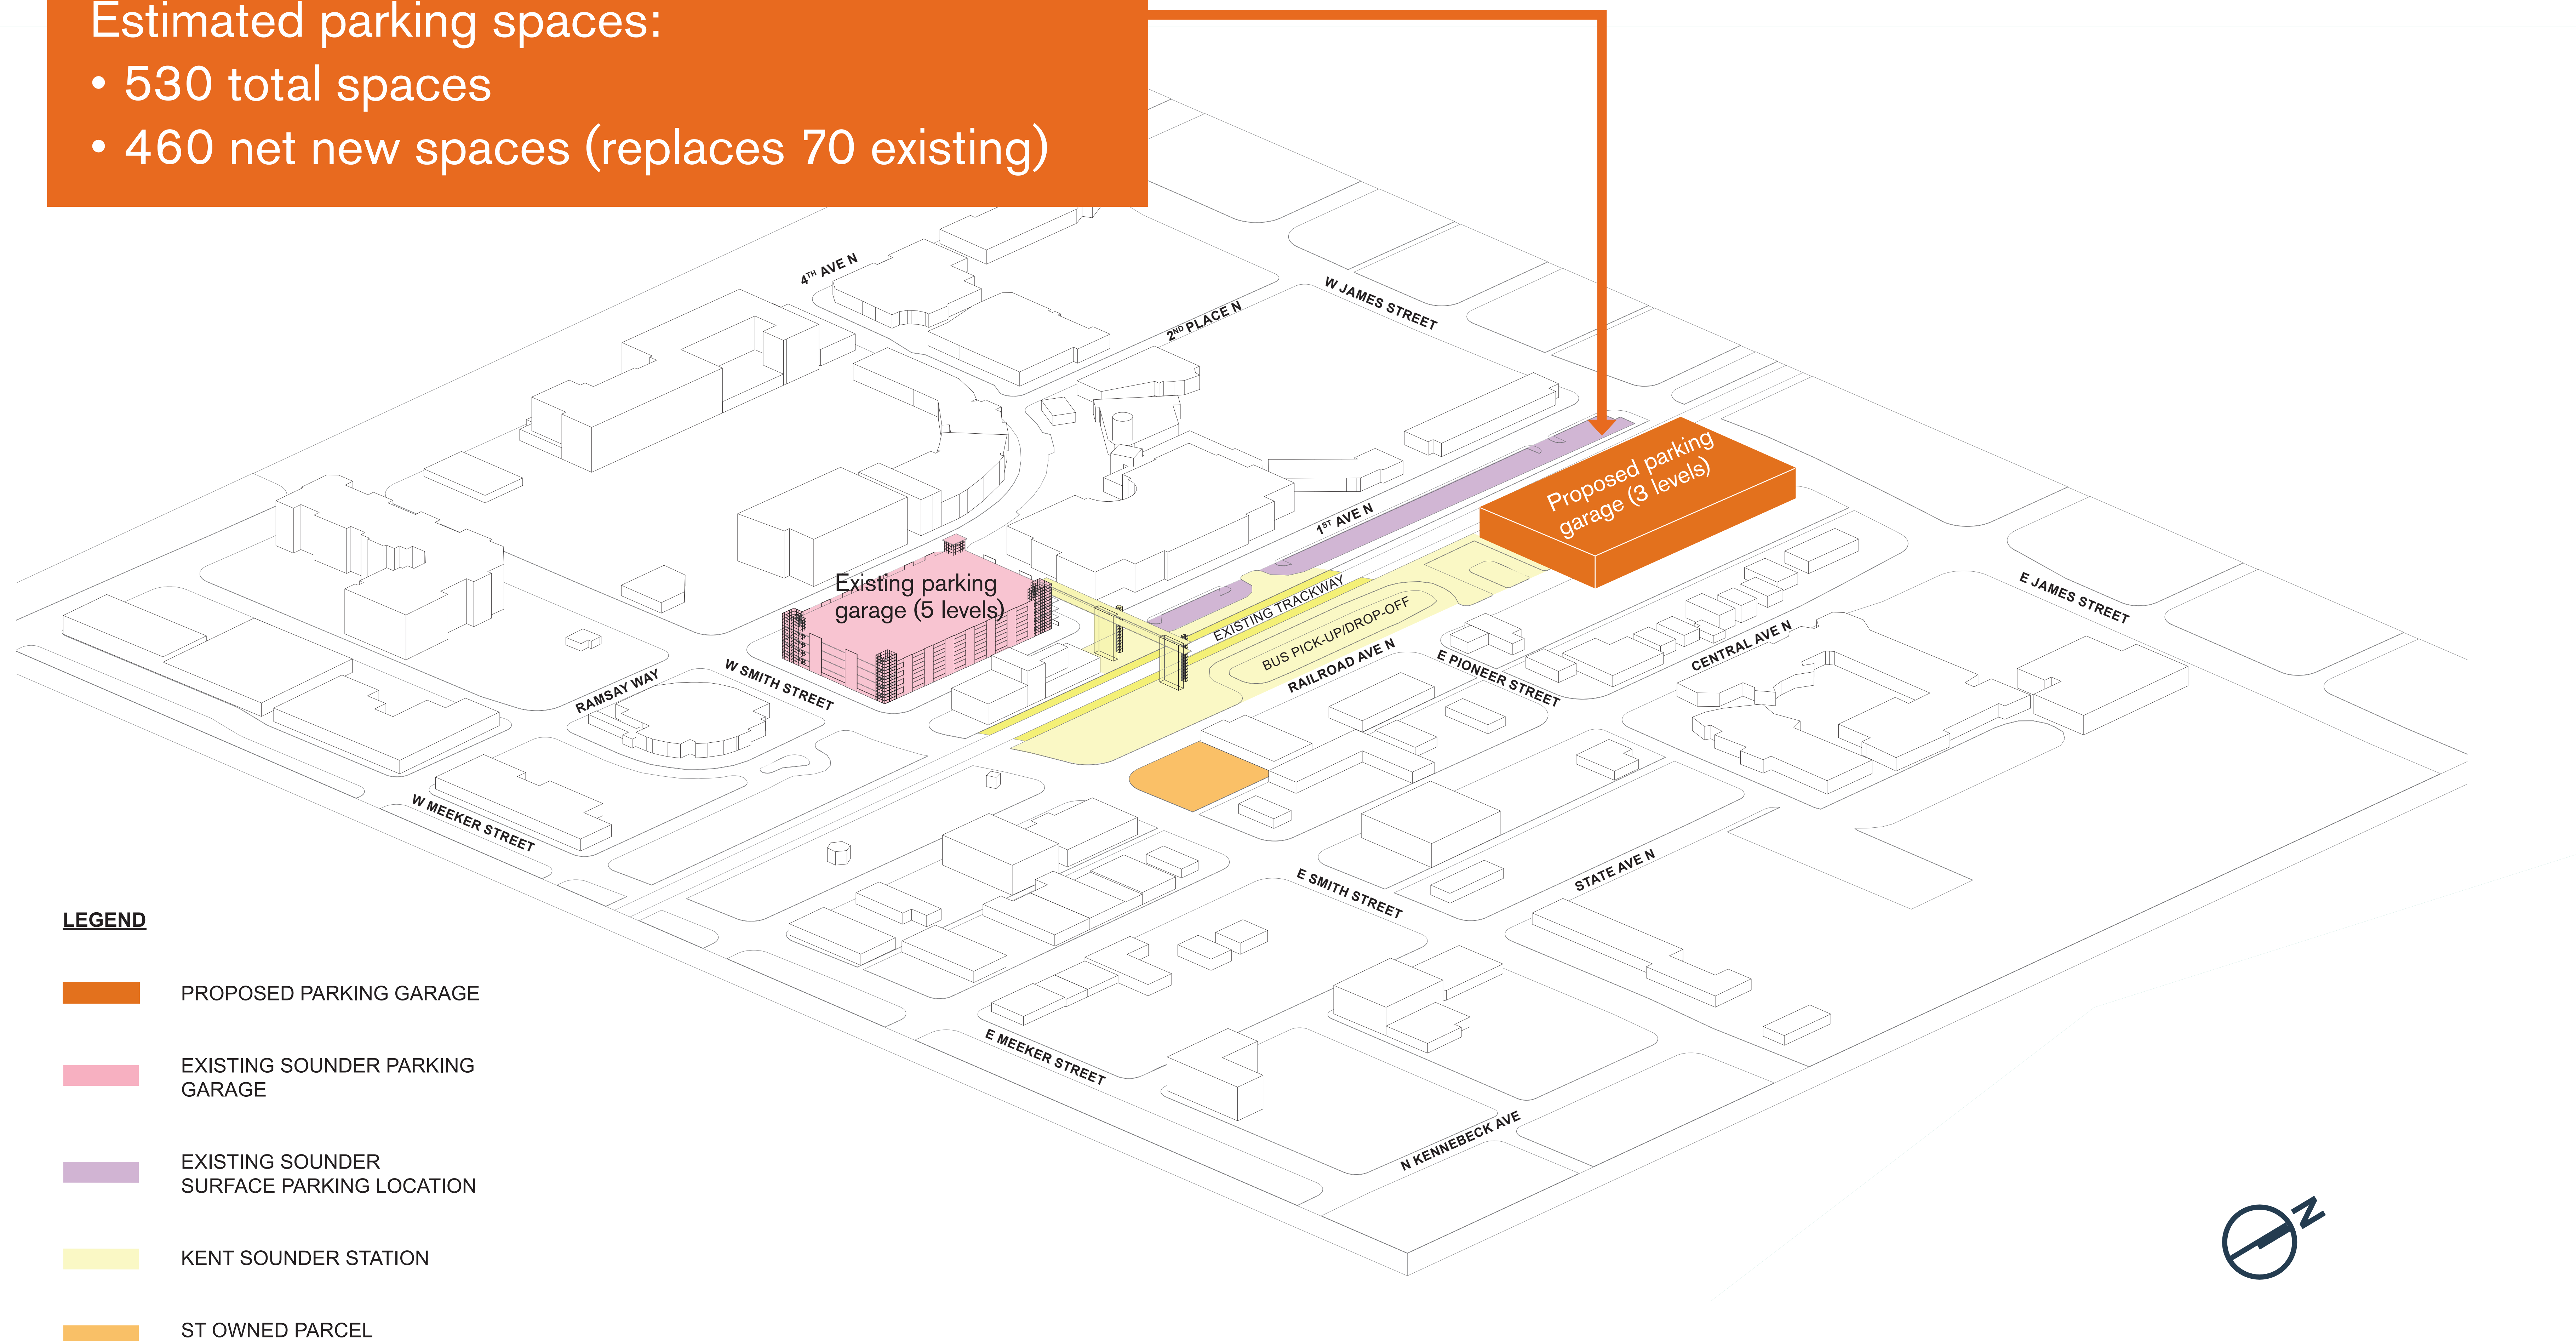 Estimated parking spaces:
• 530 total spaces
• 460 net new spaces (replaces 70 existing)
4TH AVE N
2ND PLACE N
W JAMES STREET
Proposed parking
garage (3 levels)
1ST AVE N
Existing parking
garage (5 levels)
EXISTING TRACKWAY
BUS PICK-UP/DROP-OFF
RAILROAD AVE N
E PIONEER STREET
CENTRAL AVE N
E JAMES STREET
RAMSAY WAY
W SMITH STREET
W MEEKER STREET
E SMITH STREET
STATE AVE N
E MEEKER STREET
N KENNEBECK AVE
LEGEND
PROPOSED PARKING GARAGE
EXISTING SOUNDER PARKING
GARAGE
EXISTING SOUNDER
SURFACE PARKING LOCATION
KENT SOUNDER STATION
ST OWNED PARCEL
N